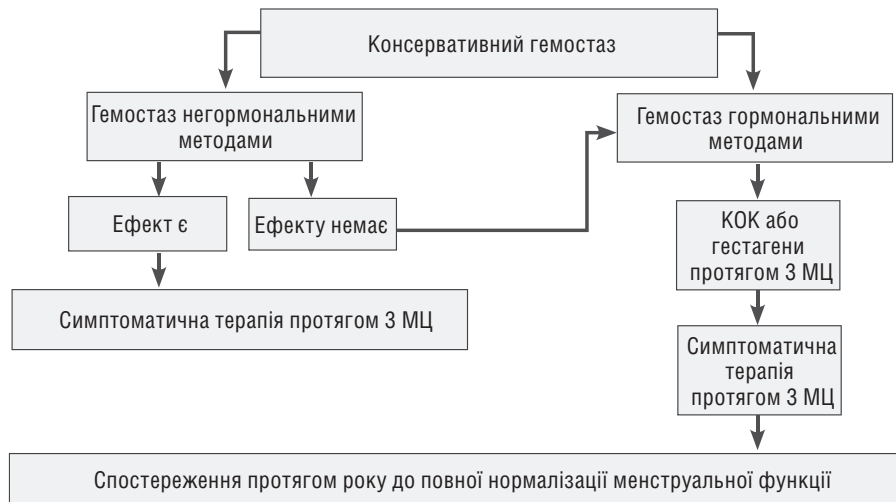 Консервативний гемостаз
Гемостаз негормональними
методами
Гемостаз гормональними
методами
Ефект є
Ефекту немає
КОК або
гестагени
протягом 3 МЦ
Симптоматична терапія протягом 3 МЦ
Симптоматична
терапія
протягом 3 МЦ
Спостереження протягом року до повної нормалізації менструальної функції